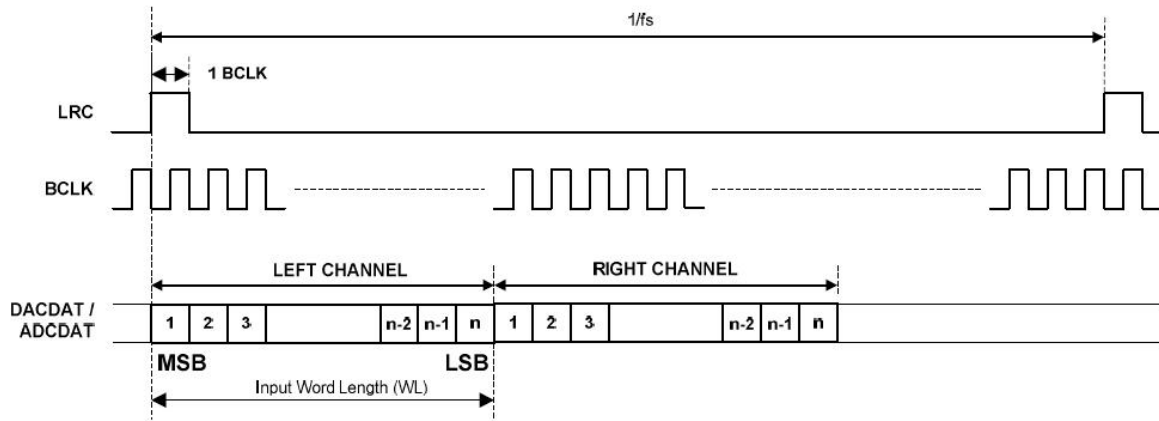 1/fs
1 BCLK
LRC
BCLK
LEFT CHANNEL RIGHT CHANNEL
DACDAT /
ADCDAT
1 2 3 n-2 n-1 n 1 2 3 n-2 n-1 n
MSB LSB
Input Word Length (WL)